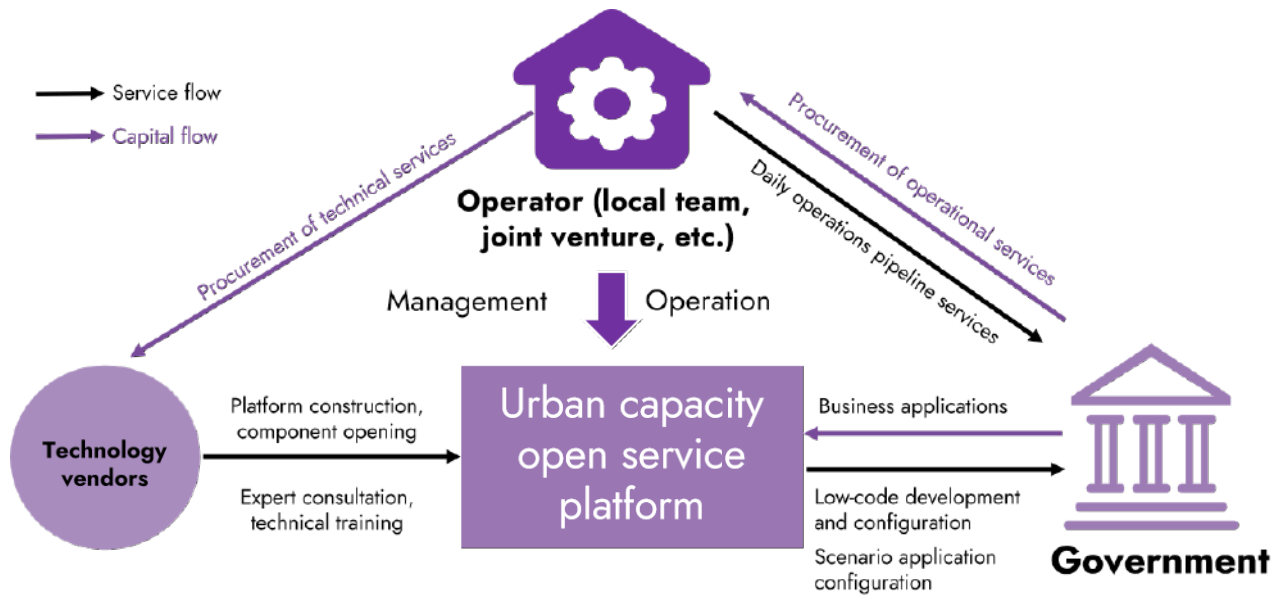 Service flow
Capital flow
Procurement of technical services
Procurement of operational services
Daily operations pipeline services
Operator (local team,
joint venture, etc.)
Management
Operation
Technology
vendors
Platform construction,
component opening
Expert consultation,
technical training
Urban capacity
open service
platform
Business applications
Low-code development
and configuration
Scenario application
configuration
Government